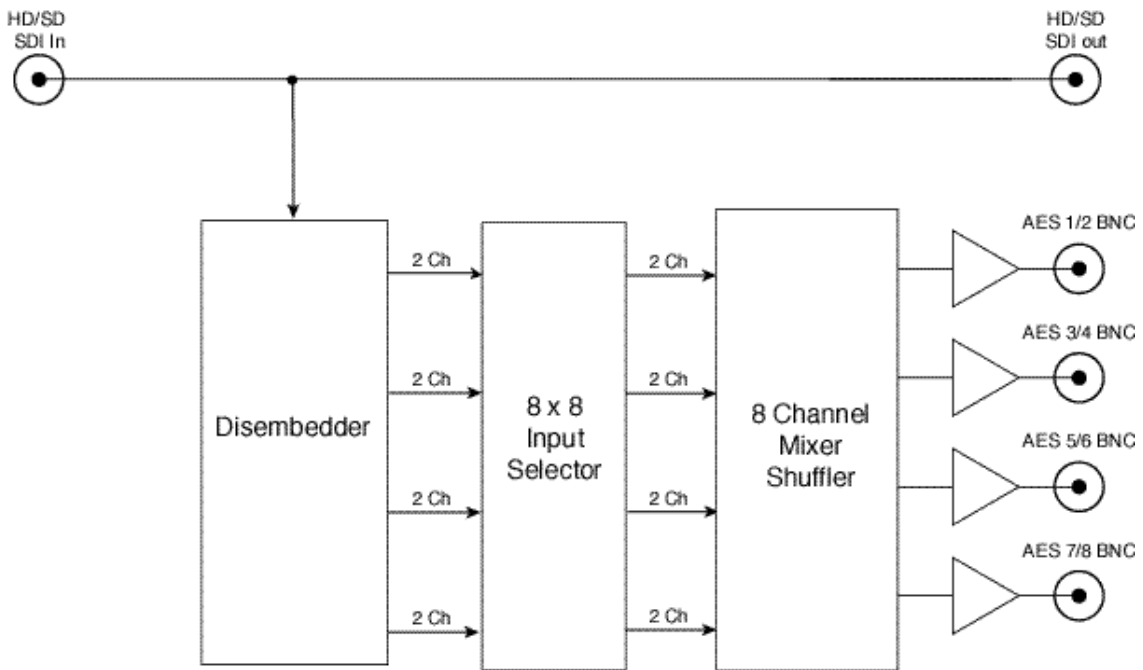 HD/SD
SDI In
HD/SD
SDI out
AES 1/2 BNC
2 Ch
2 Ch
AES 3/4 BNC
2 Ch
2 Ch
Disembedder
8 x 8
Input
Selector
8 Channel
Mixer
Shuffler
AES 5/6 BNC
2 Ch
2 Ch
AES 7/8 BNC
2 Ch
2 Ch